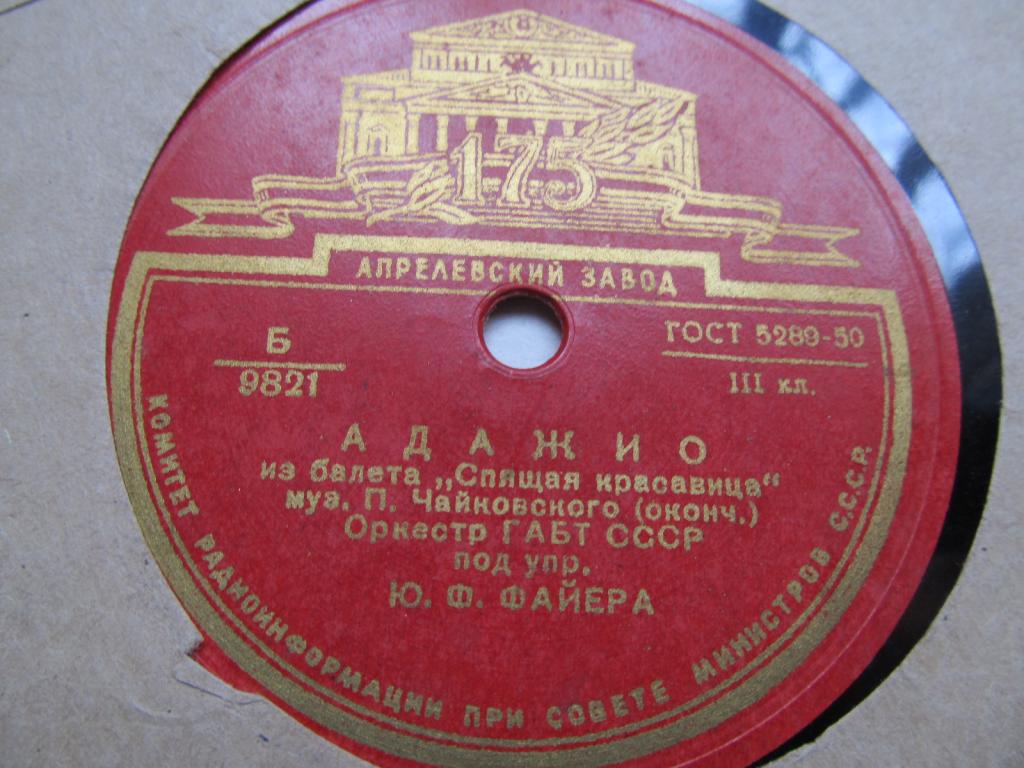 175
АПРЕЛЕВСКИЙ ЗАВОД
Б
9821
ГОСТ 5289-50
III кл.
АДАЖИО
из балета „Спящая красавица“
муз. П. Чайковского (оконч.)
Оркестр ГАБТ СССР
под упр.
Ю. Ф. ФАЙЕРА
КОМИТЕТ РАДИОИНФОРМАЦИИ ПРИ СОВЕТЕ МИНИСТРОВ С.С.С.Р.